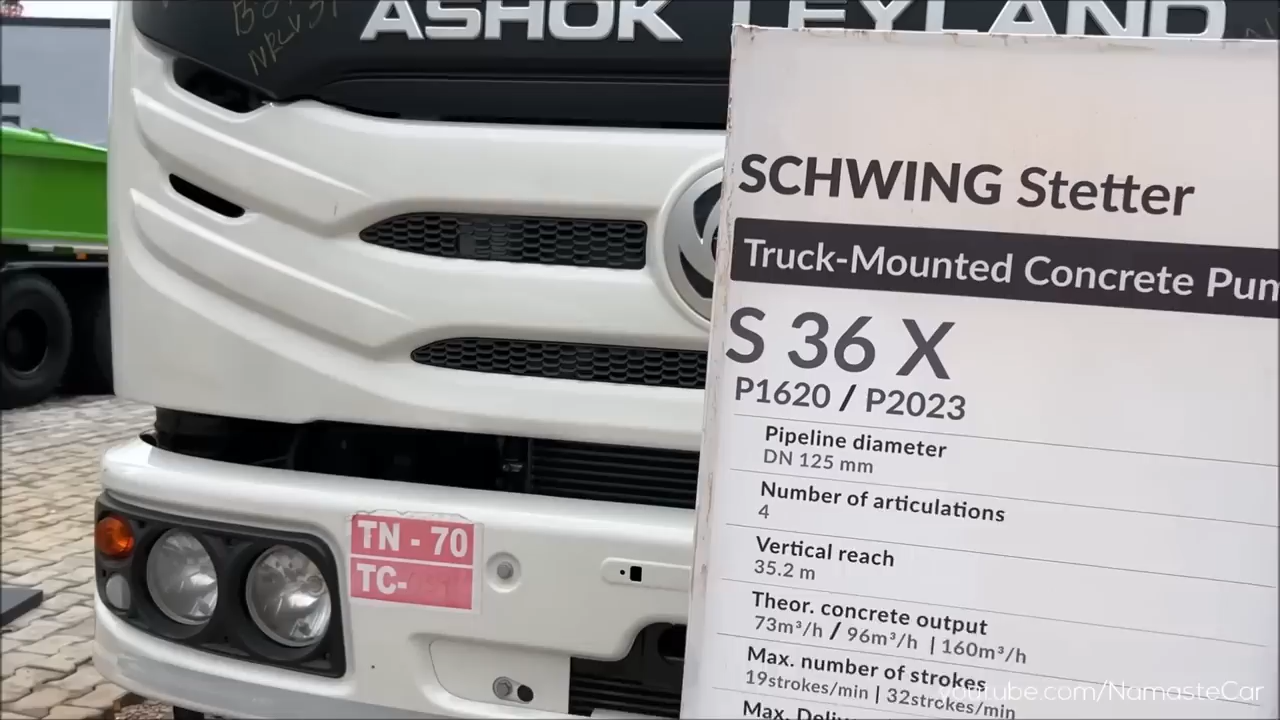 ASHOK LEYLAND
SCHWING Stetter
Truck-Mounted Concrete Pum
S 36 X
P1620 / P2023
Pipeline diameter
DN 125 mm
Number of articulations
4
Vertical reach
35.2 m
Theor. concrete output
73m³/h / 96m³/h | 160m³/h
Max. number of strokes
19strokes/min | 32strokes/min
Max.
TN - 70
TC-
youtube.com/NamasteCar